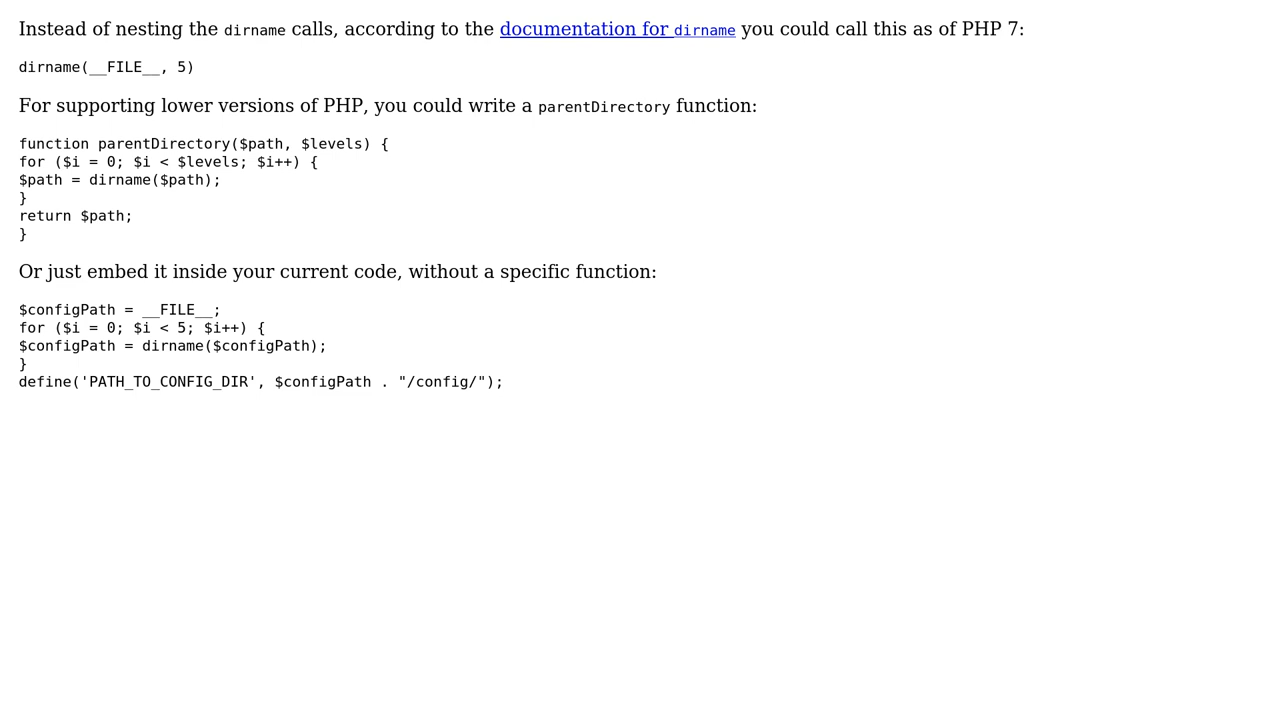 Instead of nesting the dirname calls, according to the documentation for dirname you could call this as of PHP 7:
dirname(__FILE__, 5)
For supporting lower versions of PHP, you could write a parentDirectory function:
function parentDirectory($path, $levels) {
for ($i = 0; $i < $levels; $i++) {
$path = dirname($path);
}
return $path;
}
Or just embed it inside your current code, without a specific function:
$configPath = __FILE__;
for ($i = 0; $i < 5; $i++) {
$configPath = dirname($configPath);
}
define('PATH_TO_CONFIG_DIR', $configPath . "/config/");